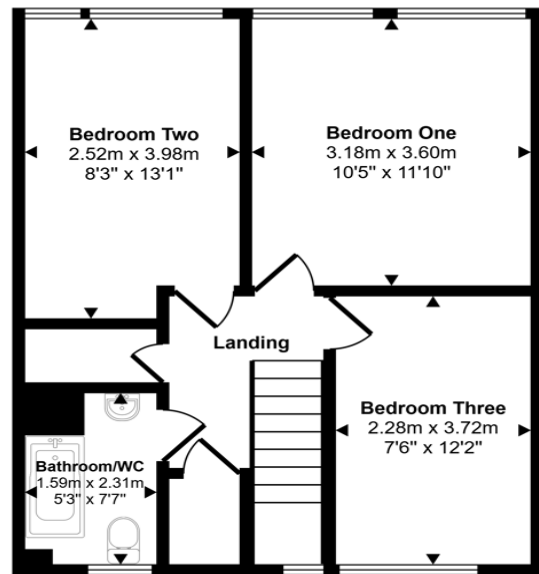 Bedroom Two
2.52m x 3.98m
8'3" x 13'1"
Bedroom One
3.18m x 3.60m
10'5" x 11'10"
Landing
Bedroom Three
2.28m x 3.72m
7'6" x 12'2"
Bathroom/WC
1.59m x 2.31m
5'3" x 7'7"